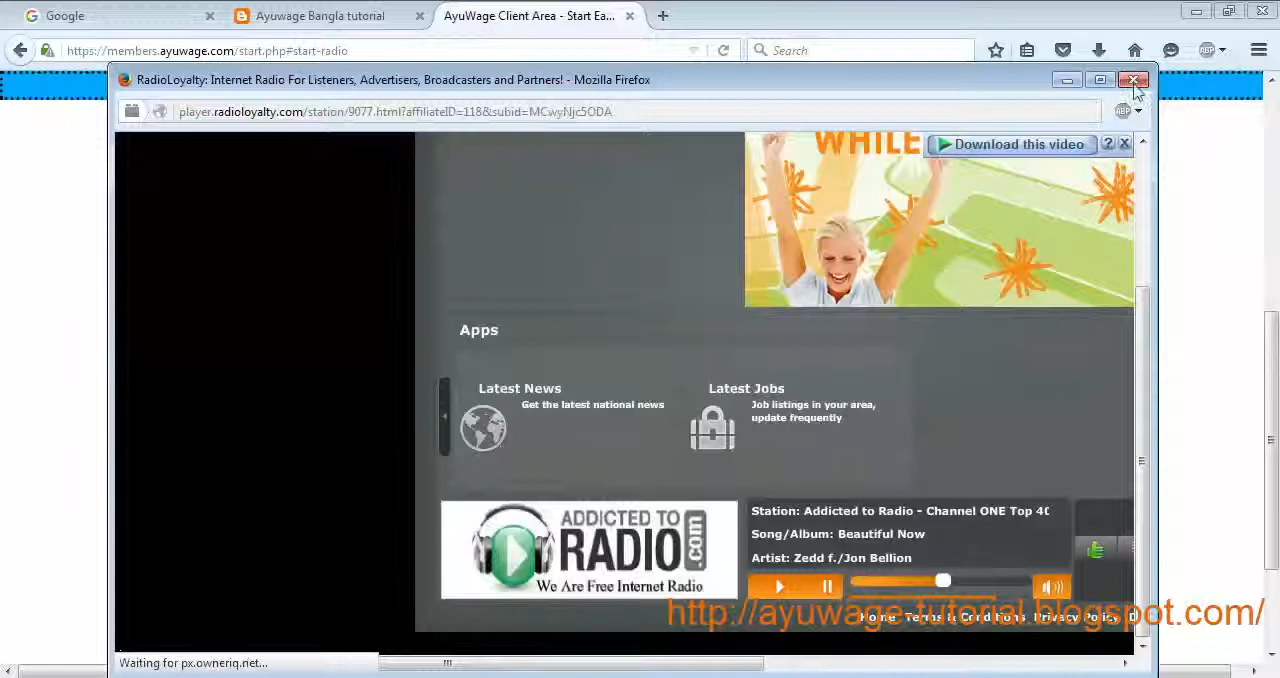 Google
Ayuwage Bangla tutorial
AyuWage Client Area - Start Ea...
https://members.ayuwage.com/start.php#start-radio
Search
ABP
RadioLoyalty: Internet Radio For Listeners, Advertisers, Broadcasters and Partners! - Mozilla Firefox
player.radioloyalty.com/station/9077.html?affiliateID=118&subid=MCwyNjc5ODA
ABP
WHILE
Download this video
?
Apps
Latest News
Get the latest national news
Latest Jobs
Job listings in your area,
update frequently
ADDICTED TO
RADIO.com
We Are Free Internet Radio
Station: Addicted to Radio - Channel ONE Top 40
Song/Album: Beautiful Now
Artist: Zedd f./Jon Bellion
Home Terms & Conditions Privacy Policy D
http://ayuwage-tutorial.blogspot.com/
Waiting for px.owneriq.net...